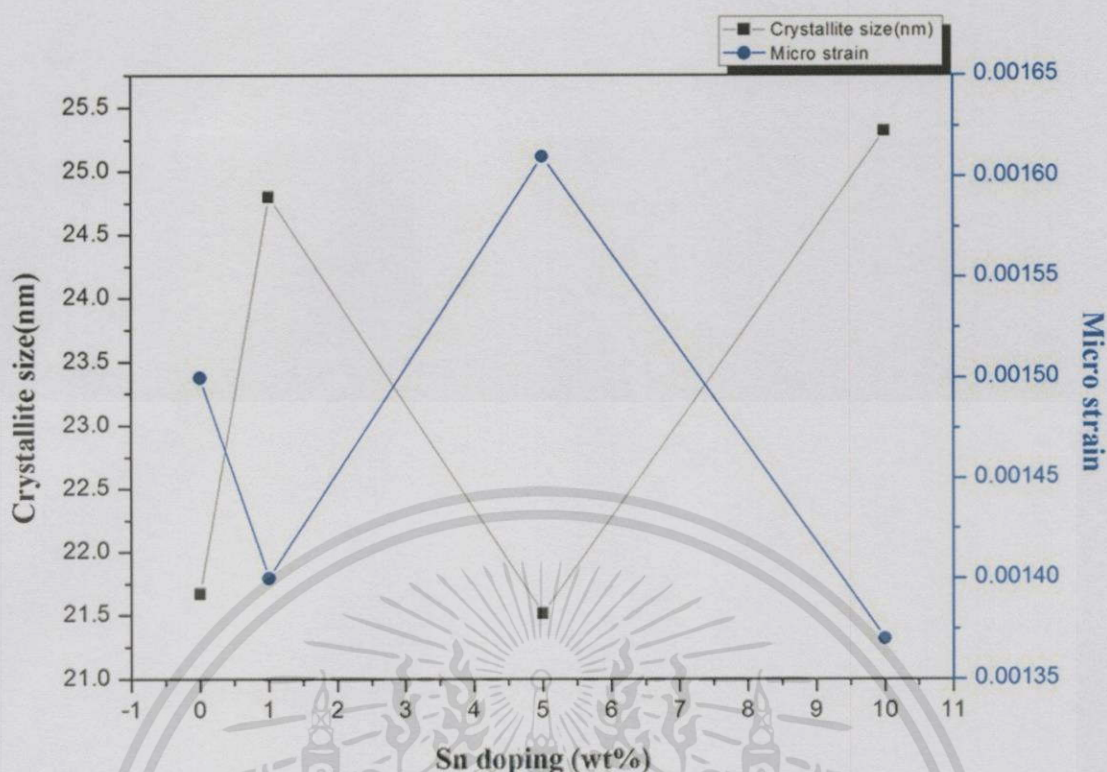 Crystallite size(nm)
Micro strain
0.00165
25.5
25.0
24.5
24.0
23.5
23.0
22.5
22.0
21.5
21.0
Crystallite size(nm)
0.00160
0.00155
0.00150
0.00145
0.00140
0.00135
Micro strain
-1 0 1 2 3 4 5 6 7 8 9 10 11
Sn doping (wt%)